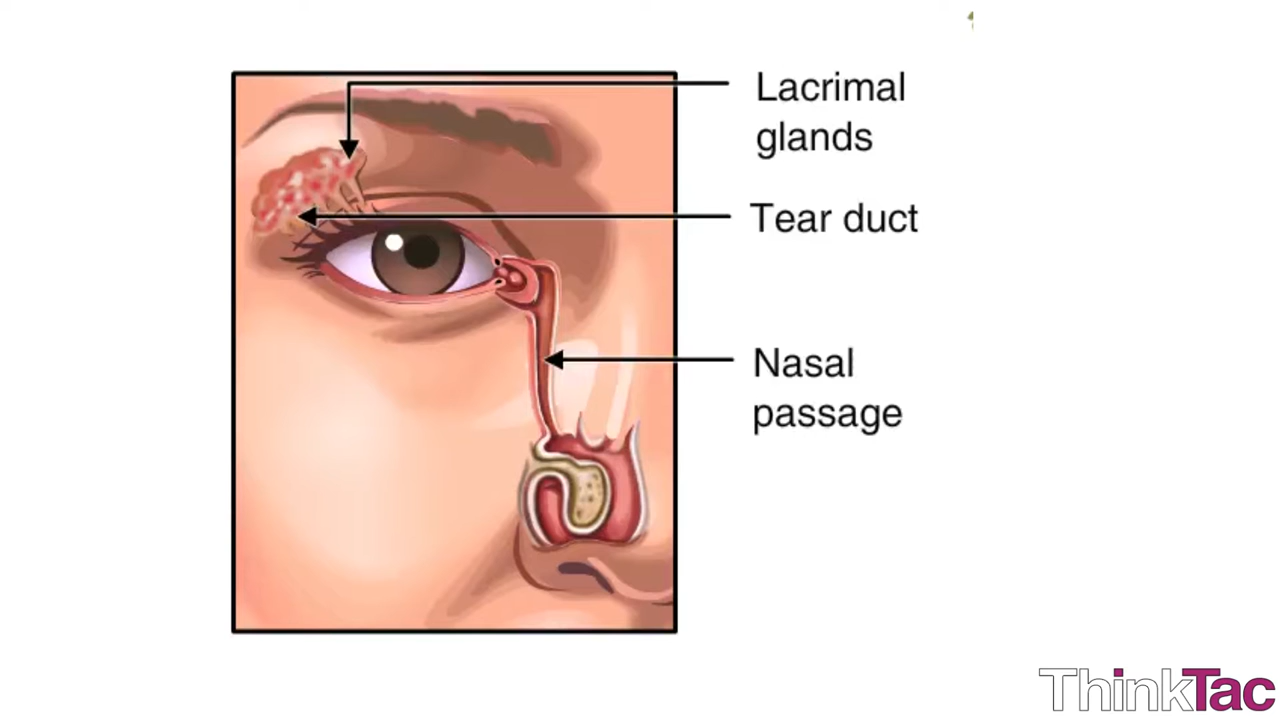 Lacrimal
glands
Tear duct
Nasal
passage
ThinkTac